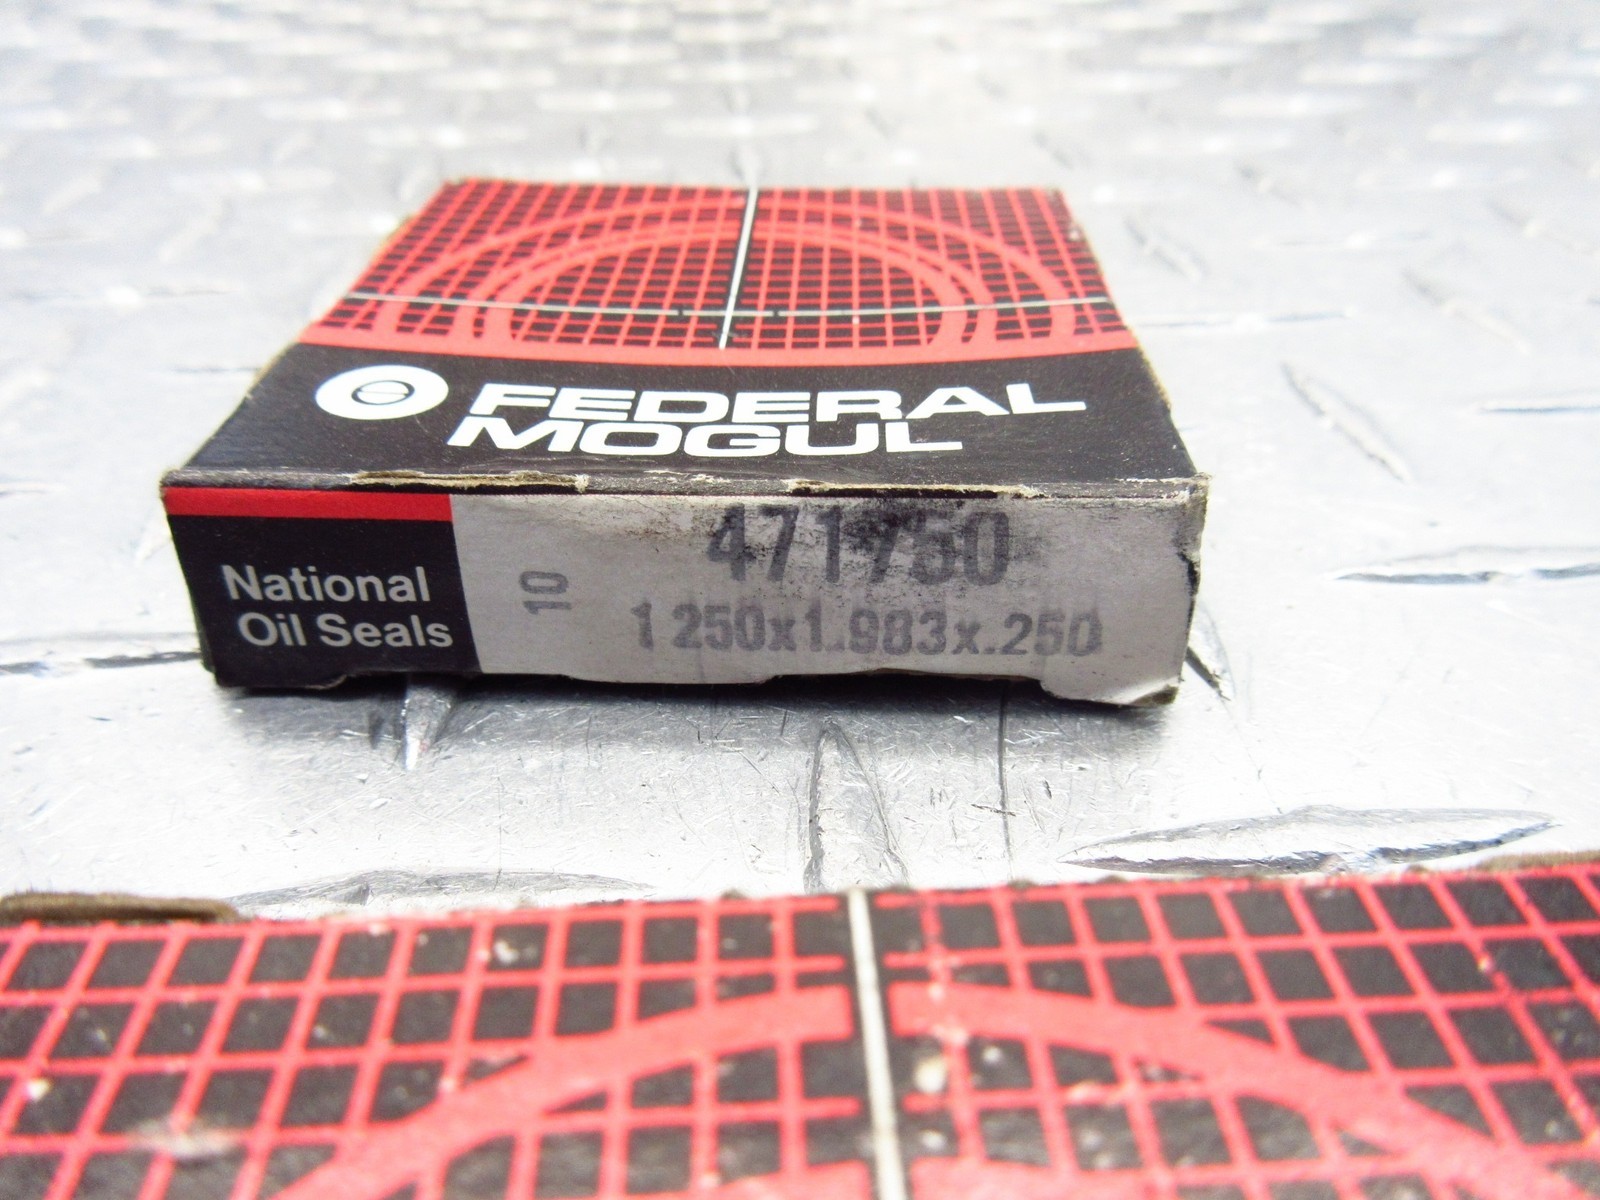 FEDERAL
MOGUL
National
Oil Seals
10
471750
1 250x1.983x.250